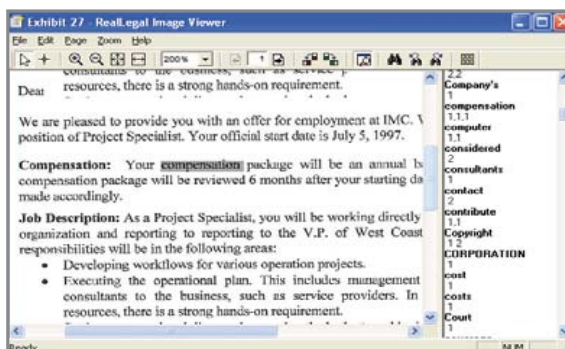 Exhibit 27 - RealLegal Image Viewer
File Edit Page Zoom Help
200% 1
consultants to the business, such as service
Dear resources, there is a strong hands-on requirement.
We are pleased to provide you with an offer for employment at IMC.
position of Project Specialist. Your official start date is July 5, 1997.
Compensation: Your compensation package will be an annual
compensation package will be reviewed 6 months after your starting
made accordingly.
Job Description: As a Project Specialist, you will be working directly
organization and reporting to reporting to the V.P. of West Coast
responsibilities will be in the following areas:
• Developing workflows for various operation projects.
• Executing the operational plan. This includes management
consultants to the business, such as service providers. In
resources, there is a strong hands-on requirement.
2,2
Company's
1
compensation
1,1,1
computer
1
considered
2
consultants
1
contact
2
contribute
1,1
Copyright
1 2
CORPORATION
1
cost
1
costs
1
Court
1
Ready
NUM